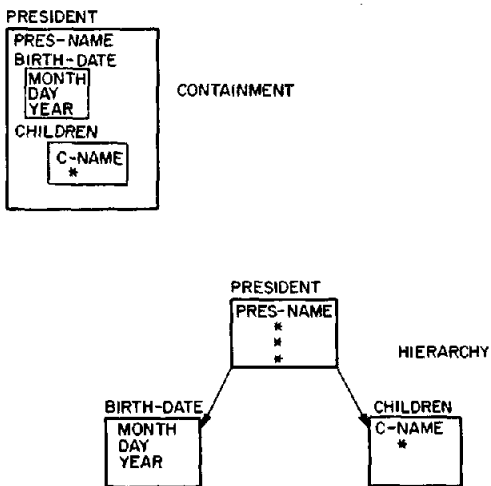 PRESIDENT
PRES-NAME
BIRTH-DATE
MONTH
DAY
YEAR
CHILDREN
C-NAME
*
CONTAINMENT
PRESIDENT
PRES-NAME
*
*
*
HIERARCHY
BIRTH-DATE
MONTH
DAY
YEAR
CHILDREN
C-NAME
*